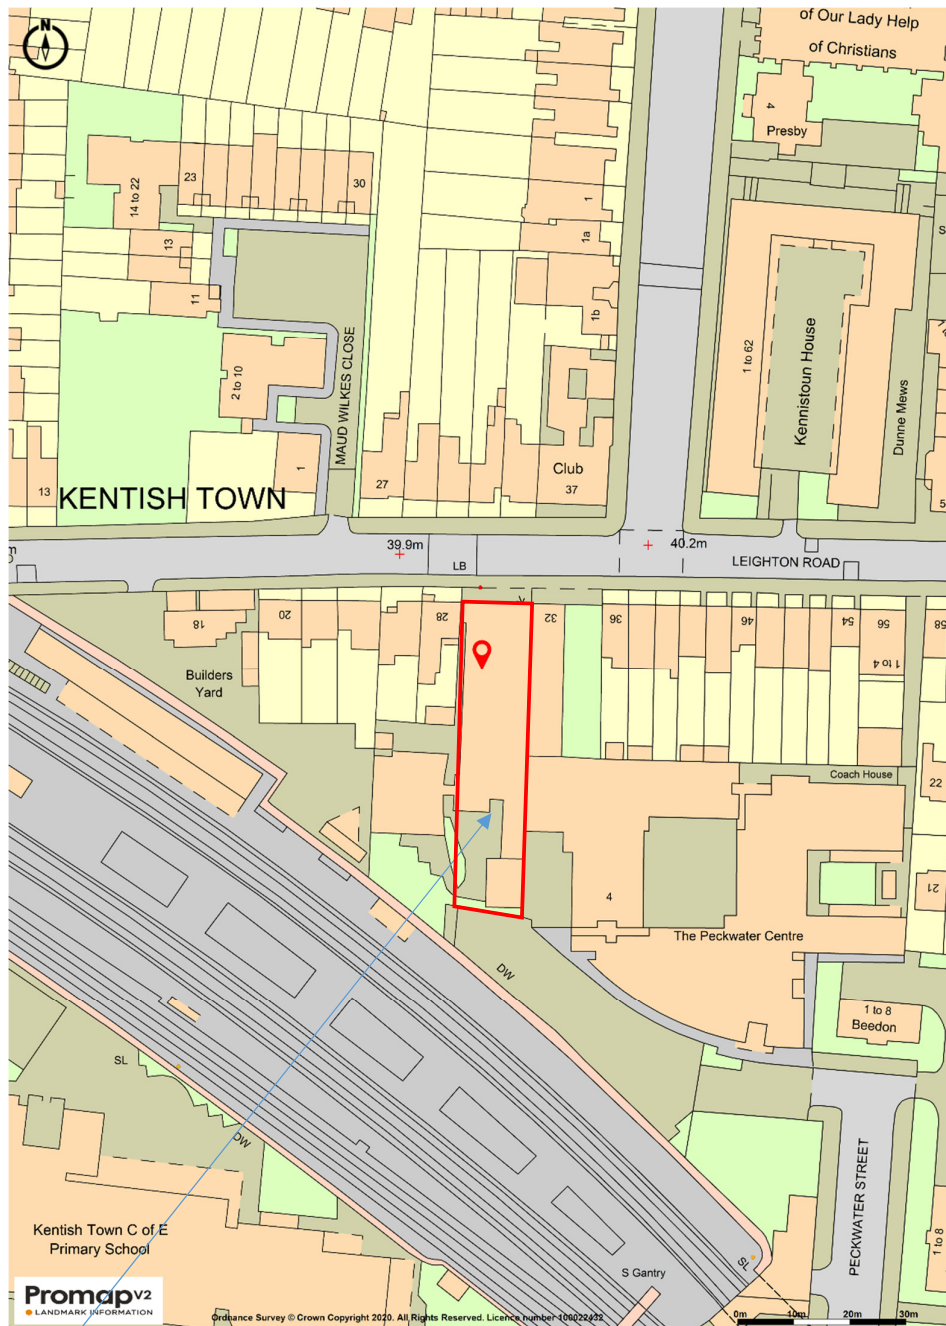 N
of Our Lady Help
of Christians
4
Presby
23
30
14 to 22
1
13
1a
11
1b
1 to 62
Kennistoun House
Dunne Mews
2 to 10
MAUD WILKES CLOSE
13
KENTISH TOWN
1
27
Club
37
5
39.9m
40.2m
LB
LEIGHTON ROAD
18
20
28
32
36
46
54
56
58
1 to 4
Builders
Yard
Coach House
22
21
4
The Peckwater Centre
DW
1 to 8
Beedon
SL
DW
PECKWATER STREET
Kentish Town C of E
Primary School
S Gantry
SL
1 to 8
Promap V2
LANDMARK INFORMATION
Ordnance Survey © Crown Copyright 2020. All Rights Reserved. Licence number 100022432
0m 10m 20m 30m